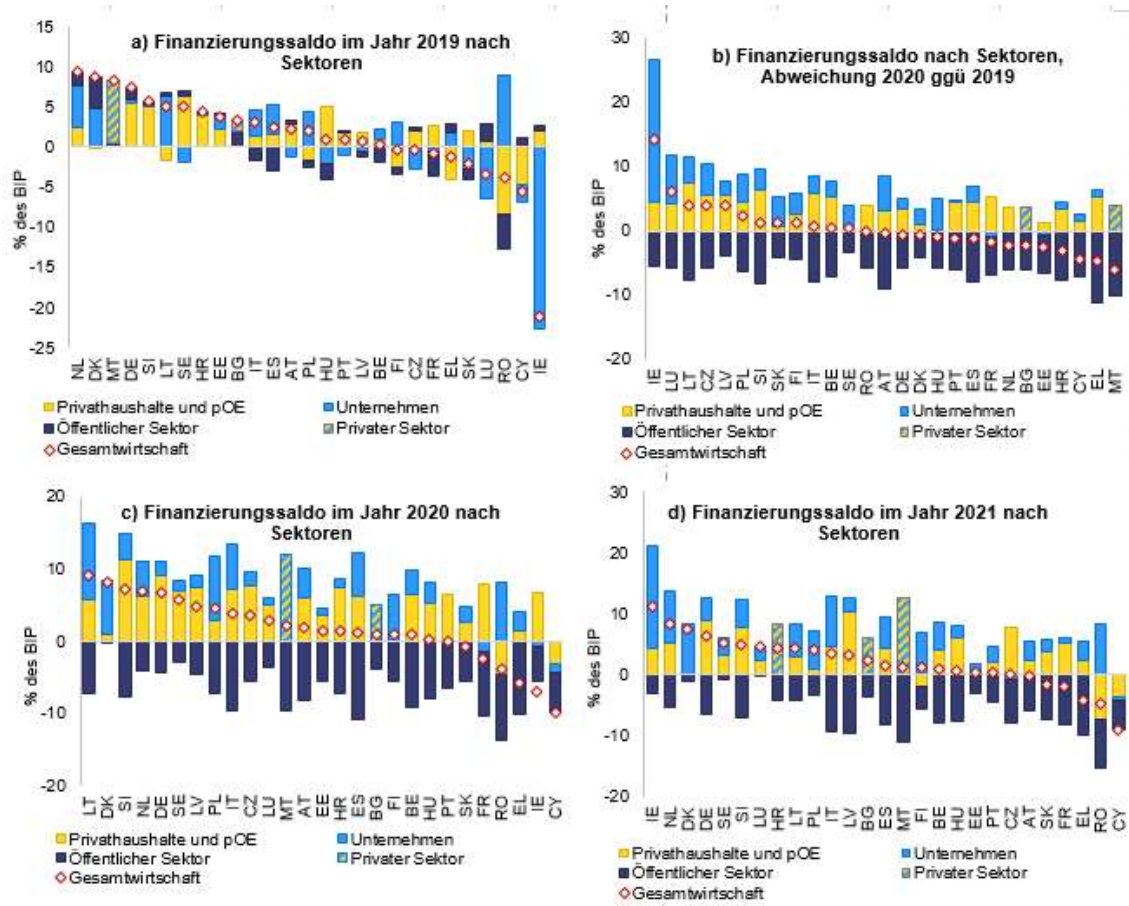 a) Finanzierungssaldo im Jahr 2019 nach
Sektoren
% des BIP
15
10
5
0
-5
-10
-15
-20
-25
NL DK MT DE SI LT SE HR EE BG IT ES AT PL HU PT LV BE FI CZ FR EL SK LU RO CY IE
Privathaushalte und pOE
Unternehmen
Öffentlicher Sektor
Privater Sektor
Gesamtwirtschaft
b) Finanzierungssaldo nach Sektoren,
Abweichung 2020 ggü 2019
% des BIP
30
20
10
0
-10
-20
IE LU LT CZ LV PL SI SK FI IT BE SE RO AT DE DK HU PT ES FR NL BG EE HR CY EL MT
Privathaushalte und pOE
Unternehmen
Öffentlicher Sektor
Privater Sektor
Gesamtwirtschaft
c) Finanzierungssaldo im Jahr 2020 nach
Sektoren
% des BIP
20
10
0
-10
-20
LT DK SI NL DE SE LV PL IT CZ LU MT AT EE HR ES BG FI BE HU PT SK FR RO EL IE CY
Privathaushalte und pOE
Unternehmen
Öffentlicher Sektor
Privater Sektor
Gesamtwirtschaft
d) Finanzierungssaldo im Jahr 2021 nach
Sektoren
% des BIP
30
20
10
0
-10
-20
IE NL DK DE SE SI LU HR LT PL IT LV BG ES MT FI BE HU EE PT CZ AT SK FR EL RO CY
Privathaushalte und pOE
Unternehmen
Öffentlicher Sektor
Privater Sektor
Gesamtwirtschaft